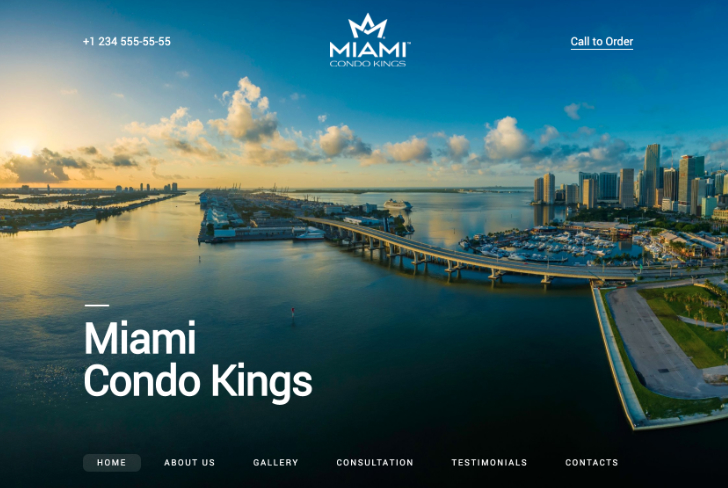 +1 234 555-55-55
MIAMI™
CONDO KINGS
Call to Order
Miami
Condo Kings
HOME ABOUT US GALLERY CONSULTATION TESTIMONIALS CONTACTS